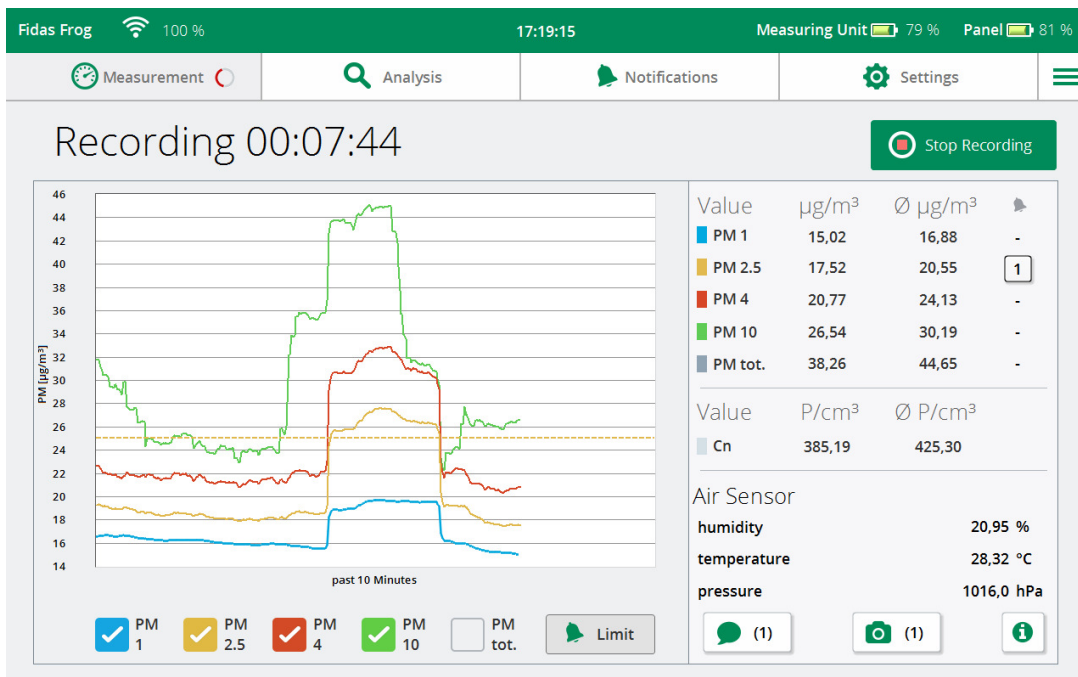 Fidas Frog 100 % 17:19:15 Measuring Unit 79 % Panel 81 %
Measurement Analysis Notifications Settings
Recording 00:07:44
Stop Recording
46
44
42
40
38
36
34
32
30
28
26
24
22
20
18
16
14
PM [µg/m³]
past 10 Minutes
PM 1
PM 2.5
PM 4
PM 10
PM tot.
Limit
Value µg/m³ Ø µg/m³
PM 1 15,02 16,88 -
PM 2.5 17,52 20,55 1
PM 4 20,77 24,13 -
PM 10 26,54 30,19 -
PM tot. 38,26 44,65 -
Value P/cm³ Ø P/cm³
Cn 385,19 425,30
Air Sensor
humidity 20,95 %
temperature 28,32 °C
pressure 1016,0 hPa
(1) (1)